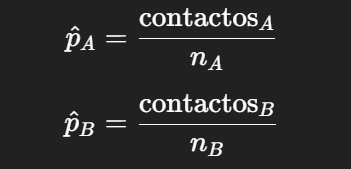 p̂_A = contactos_A / n_A
p̂_B = contactos_B / n_B